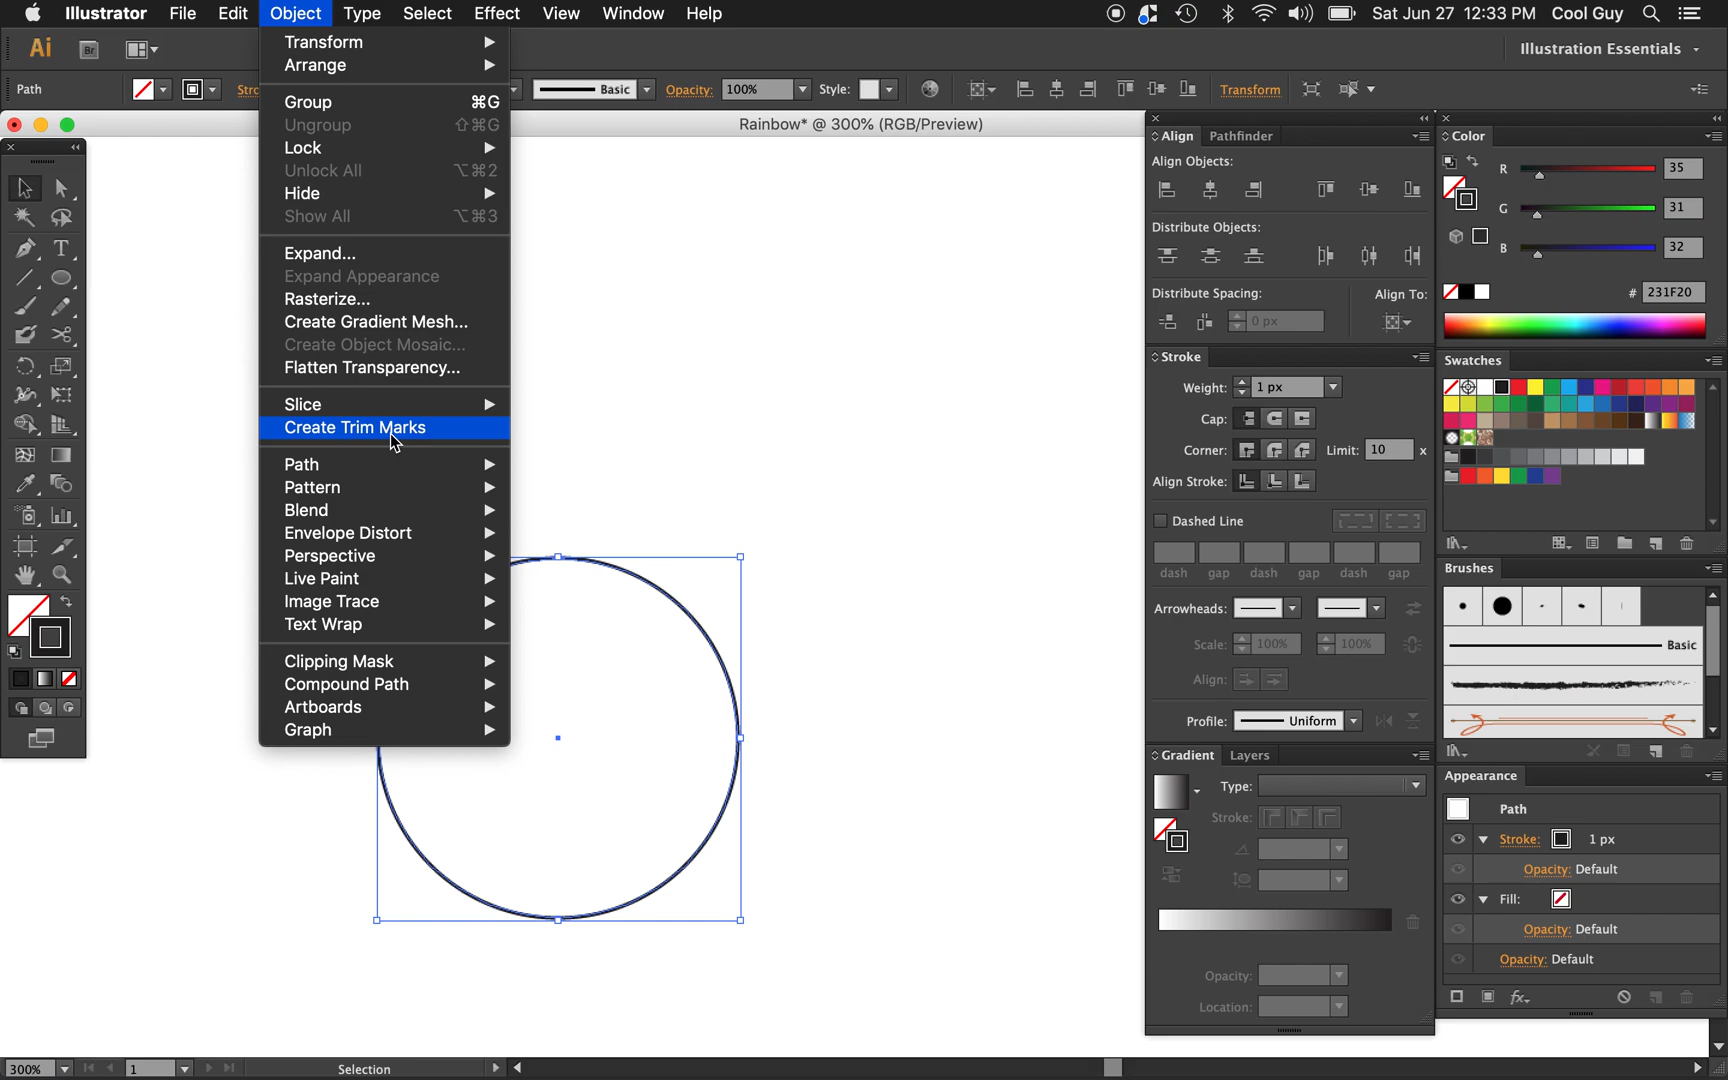 Illustrator File Edit Object Type Select Effect View Window Help
Sat Jun 27 12:33 PM Cool Guy
Ai Br
Illustration Essentials
Path
Stro
Basic
Opacity: 100%
Style:
Transform
Rainbow* @ 300% (RGB/Preview)
Transform
Arrange
Group ⌘G
Ungroup ⇧⌘G
Lock
Unlock All ⌥⌘2
Hide
Show All ⌥⌘3
Expand...
Expand Appearance
Rasterize...
Create Gradient Mesh...
Create Object Mosaic...
Flatten Transparency...
Slice
Create Trim Marks
Path
Pattern
Blend
Envelope Distort
Perspective
Live Paint
Image Trace
Text Wrap
Clipping Mask
Compound Path
Artboards
Graph
Align Pathfinder
Align Objects:
Distribute Objects:
Distribute Spacing: Align To:
0 px
Stroke
Weight: 1 px
Cap:
Corner: Limit: 10 x
Align Stroke:
Dashed Line
dash gap dash gap dash gap
Arrowheads:
Scale: 100% 100%
Align:
Profile: Uniform
Gradient Layers
Type:
Stroke:
Opacity:
Location:
Color
R 35
G 31
B 32
# 231F20
Swatches
Brushes
Basic
Appearance
Path
Stroke: 1 px
Opacity: Default
Fill:
Opacity: Default
Opacity: Default
fx
300% 1 Selection